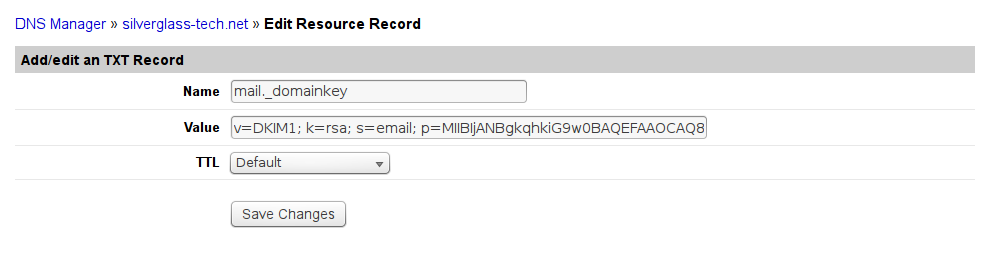 DNS Manager » silverglass-tech.net » Edit Resource Record
Add/edit an TXT Record
Name mail._domainkey
Value v=DKIM1; k=rsa; s=email; p=MIIBIjANBgkqhkiG9w0BAQEFAAOCAQ8
TTL Default
Save Changes